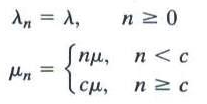 λₙ = λ,    n ≥ 0
μₙ = { nμ,    n < c
cμ,    n ≥ c